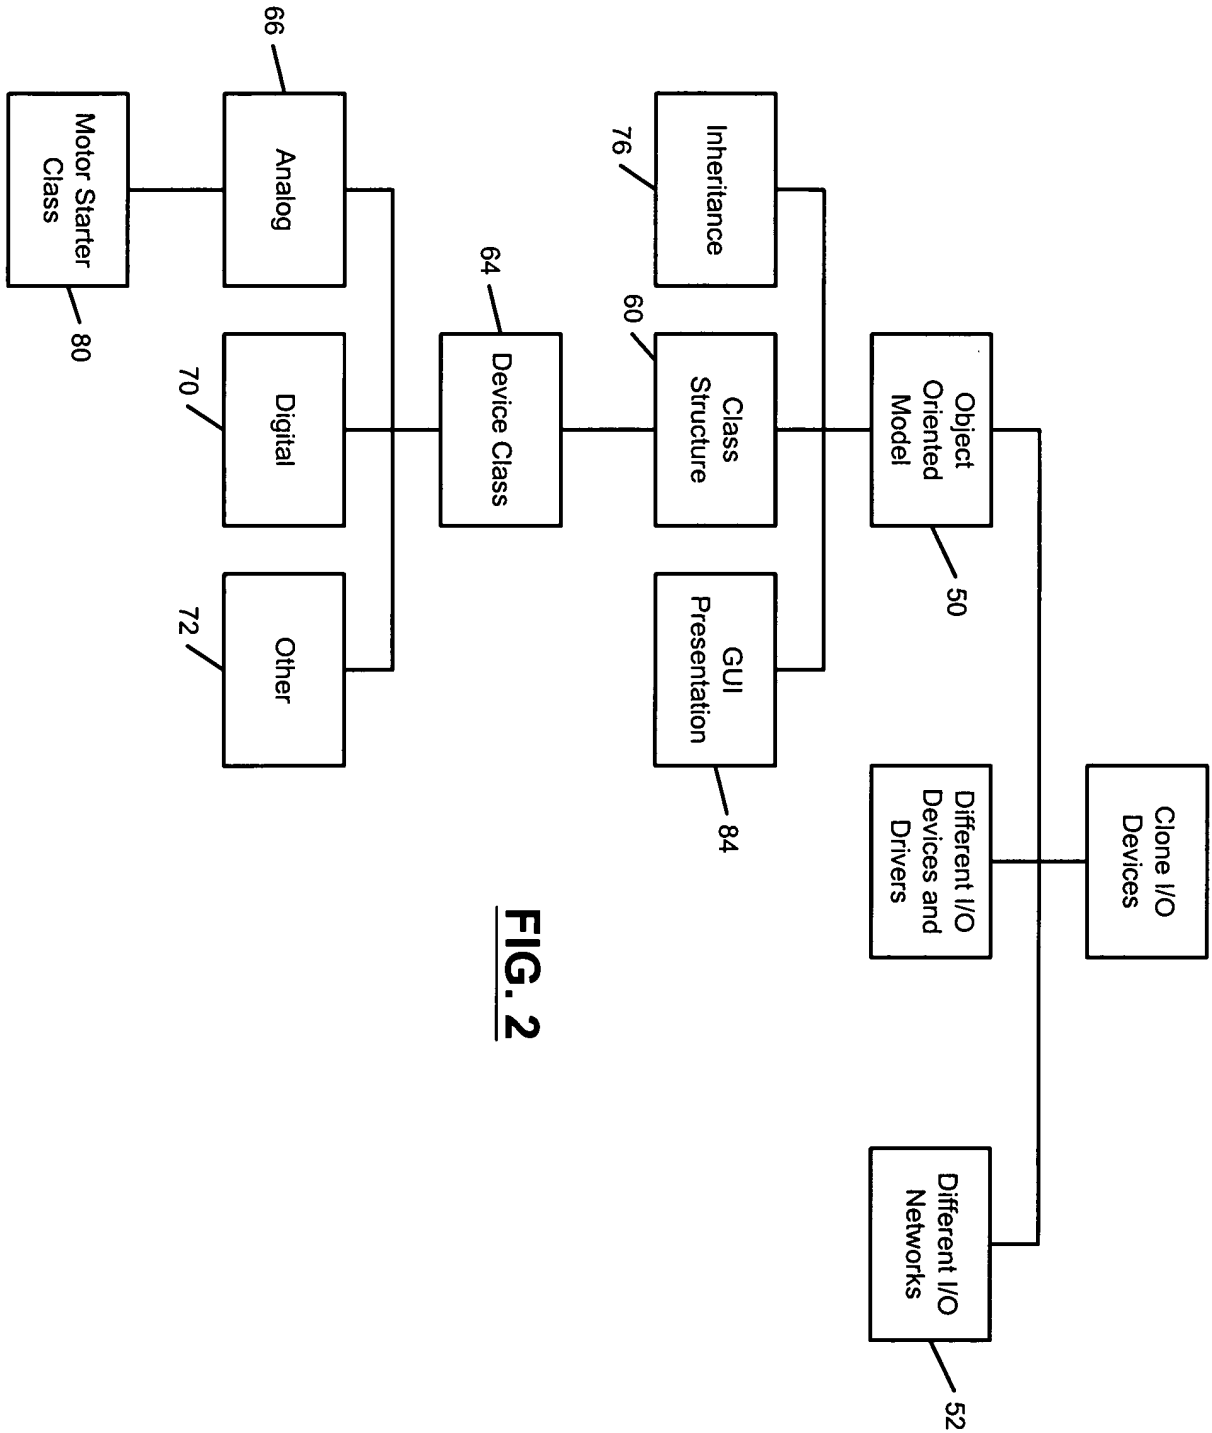 Clone I/O
Devices
Object
Oriented
Model
50
Different I/O
Devices and
Drivers
Different I/O
Networks
52
Inheritance
76
Class
Structure
60
GUI
Presentation
84
Device Class
64
Analog
66
Digital
70
Other
72
Motor Starter
Class
80
FIG. 2